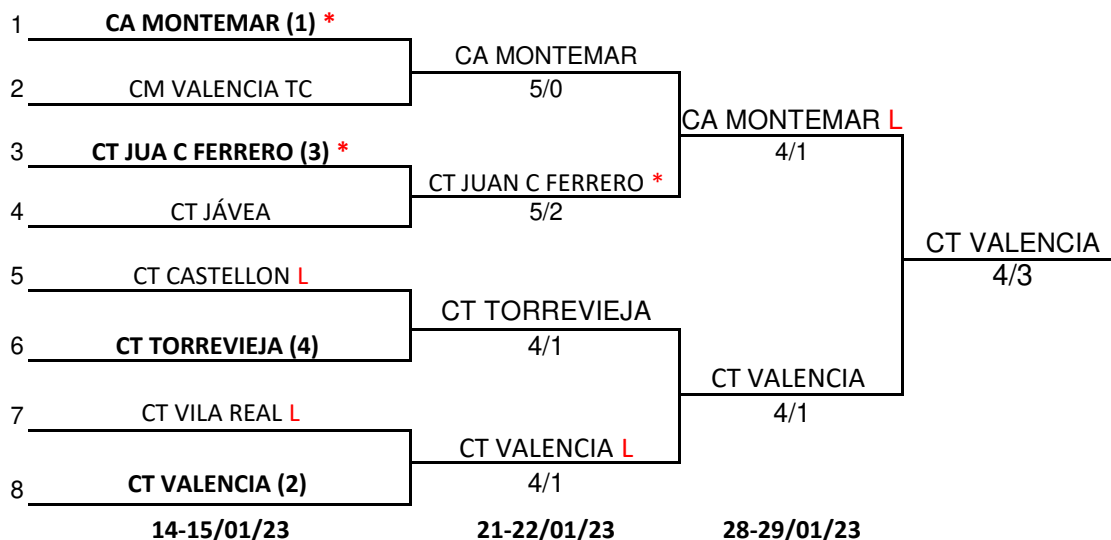 1 CA MONTEMAR (1) *
CA MONTEMAR
2 CM VALENCIA TC
5/0
CA MONTEMAR L
3 CT JUA C FERRERO (3) *
4/1
CT JUAN C FERRERO *
4 CT JÁVEA
5/2
CT VALENCIA
4/3
5 CT CASTELLON L
CT TORREVIEJA
6 CT TORREVIEJA (4)
4/1
CT VALENCIA
4/1
7 CT VILA REAL L
CT VALENCIA L
8 CT VALENCIA (2)
4/1
14-15/01/23 21-22/01/23 28-29/01/23